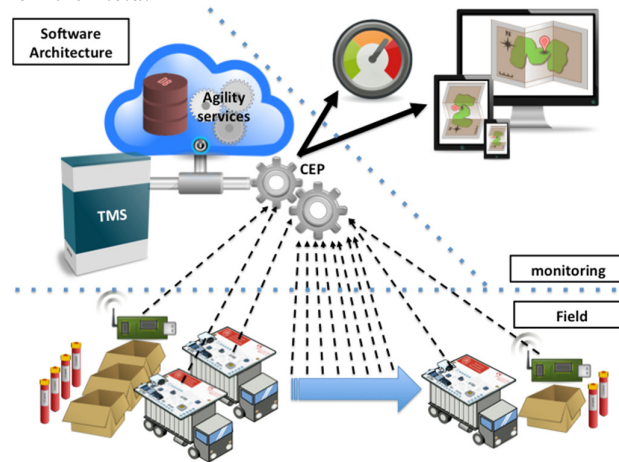 Software
Architecture
Agility
services
CEP
TMS
monitoring
Field